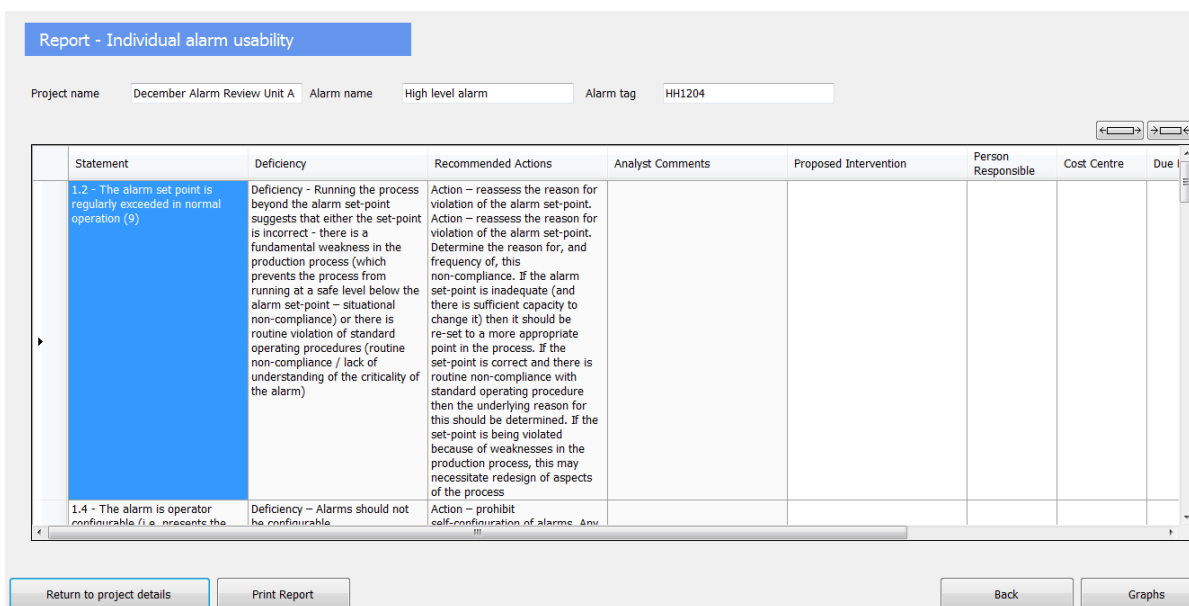 Report - Individual alarm usability
Project name December Alarm Review Unit A Alarm name High level alarm Alarm tag HH1204
Statement Deficiency Recommended Actions Analyst Comments Proposed Intervention Person Responsible Cost Centre Due
1.2 - The alarm set point is
regularly exceeded in normal
operation (9)
Deficiency - Running the process
beyond the alarm set-point
suggests that either the set-point
is incorrect - there is a
fundamental weakness in the
production process (which
prevents the process from
running at a safe level below the
alarm set-point – situational
non-compliance) or there is
routine violation of standard
operating procedures (routine
non-compliance / lack of
understanding of the criticality of
the alarm)
Action – reassess the reason for
violation of the alarm set-point.
Action – reassess the reason for
violation of the alarm set-point.
Determine the reason for, and
frequency of, this
non-compliance. If the alarm
set-point is inadequate (and
there is sufficient capacity to
change it) then it should be
re-set to a more appropriate
point in the process. If the
set-point is correct and there is
routine non-compliance with
standard operating procedure
then the underlying reason for
this should be determined. If the
set-point is being violated
because of weaknesses in the
production process, this may
necessitate redesign of aspects
of the process
1.4 - The alarm is operator
configurable (i.e. presents the
Deficiency – Alarms should not
be configurable
Action – prohibit
self-configuration of alarms. Any
Return to project details Print Report Back Graphs